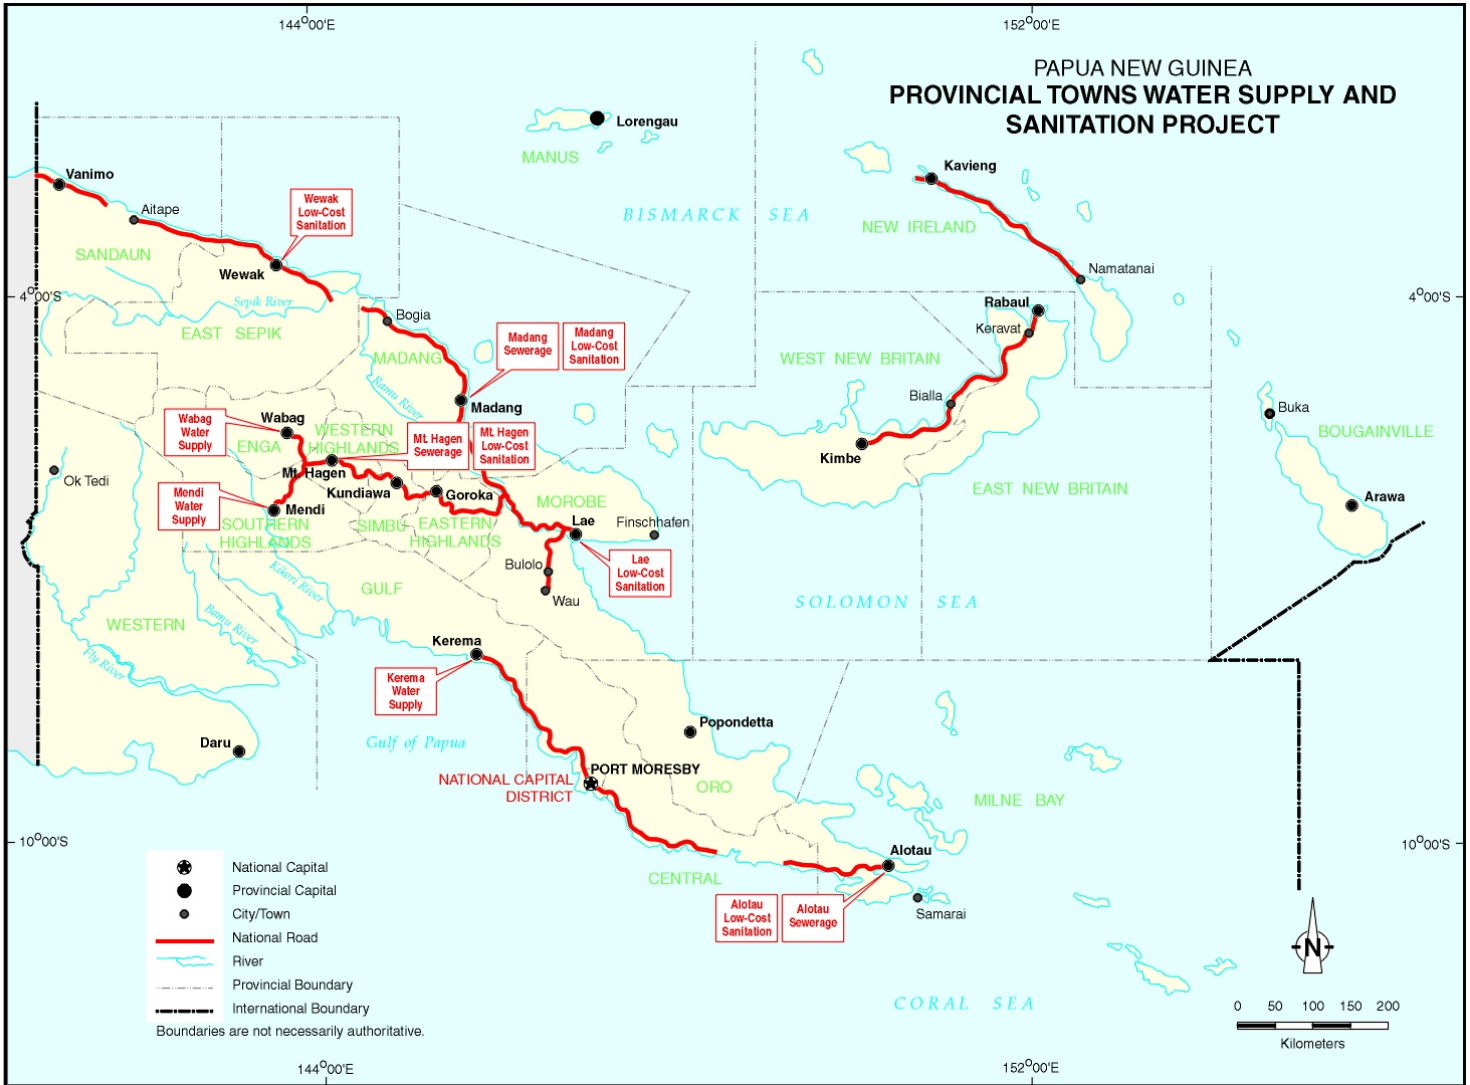 144°00'E
152°00'E
PAPUA NEW GUINEA
PROVINCIAL TOWNS WATER SUPPLY AND
SANITATION PROJECT
Lorengau
MANUS
Kavieng
Vanimo
Aitape
Wewak
Low-Cost
Sanitation
BISMARCK SEA
NEW IRELAND
SANDAUN
Wewak
Namatanai
4°00'S
4°00'S
Sepik River
Rabaul
EAST SEPIK
Bogia
Keravat
Madang
Sewerage
Madang
Low-Cost
Sanitation
MADANG
WEST NEW BRITAIN
Ramu River
Bialla
Madang
Buka
Wabag
Water
Supply
Wabag
ENGA
WESTERN
HIGHLANDS
Mt. Hagen
Sewerage
Mt. Hagen
Low-Cost
Sanitation
BOUGAINVILLE
Kimbe
Mt. Hagen
Ok Tedi
Kundiawa
Goroka
EAST NEW BRITAIN
Arawa
Mendi
Water
Supply
Mendi
MOROBE
SOUTHERN
HIGHLANDS
SIMBU
EASTERN
HIGHLANDS
Lae
Finschhafen
Bulolo
Lae
Low-Cost
Sanitation
Kikori River
GULF
Wau
SOLOMON SEA
WESTERN
Bamu River
Fly River
Kerema
Kerema
Water
Supply
Popondetta
Daru
Gulf of Papua
PORT MORESBY
NATIONAL CAPITAL
DISTRICT
ORO
MILNE BAY
10°00'S
10°00'S
Alotau
CENTRAL
Alotau
Low-Cost
Sanitation
Alotau
Sewerage
Samarai
National Capital
Provincial Capital
City/Town
National Road
River
Provincial Boundary
International Boundary
Boundaries are not necessarily authoritative.
CORAL SEA
N
0 50 100 150 200
Kilometers
144°00'E
152°00'E